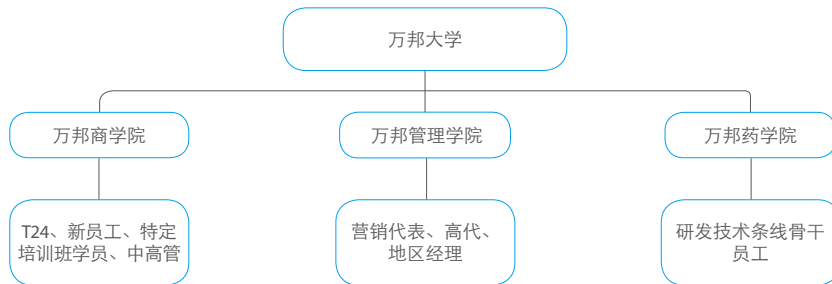 万邦大学
万邦商学院
万邦管理学院
万邦药学院
T24、新员工、特定
培训班学员、中高管
营销代表、高代、
地区经理
研发技术条线骨干
员工